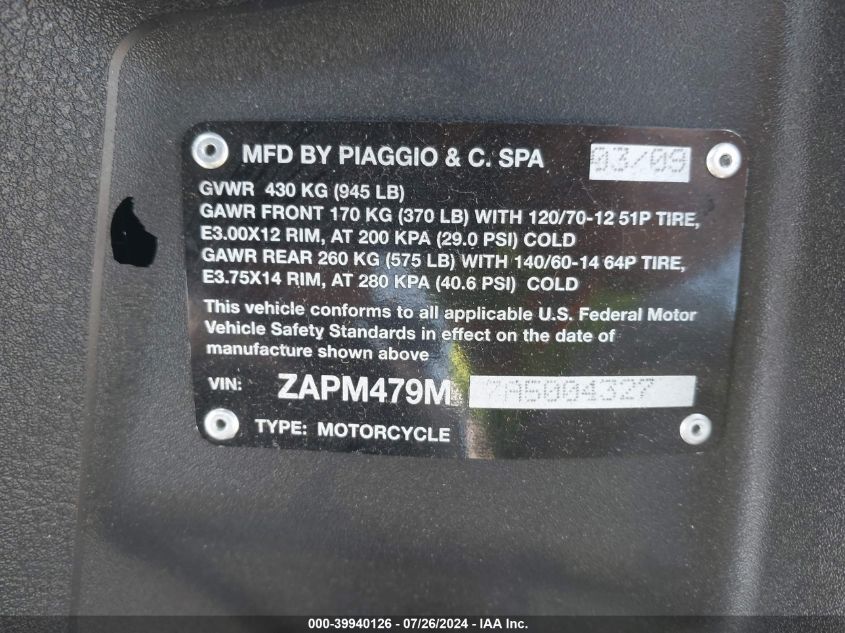 MFD BY PIAGGIO & C. SPA 03/09
GVWR 430 KG (945 LB)
GAWR FRONT 170 KG (370 LB) WITH 120/70-12 51P TIRE,
E3.00X12 RIM, AT 200 KPA (29.0 PSI) COLD
GAWR REAR 260 KG (575 LB) WITH 140/60-14 64P TIRE,
E3.75X14 RIM, AT 280 KPA (40.6 PSI) COLD
This vehicle conforms to all applicable U.S. Federal Motor
Vehicle Safety Standards in effect on the date of
manufacture shown above
VIN: ZAPM479M 7A5004327
TYPE: MOTORCYCLE
000-39940126 - 07/26/2024 - IAA Inc.